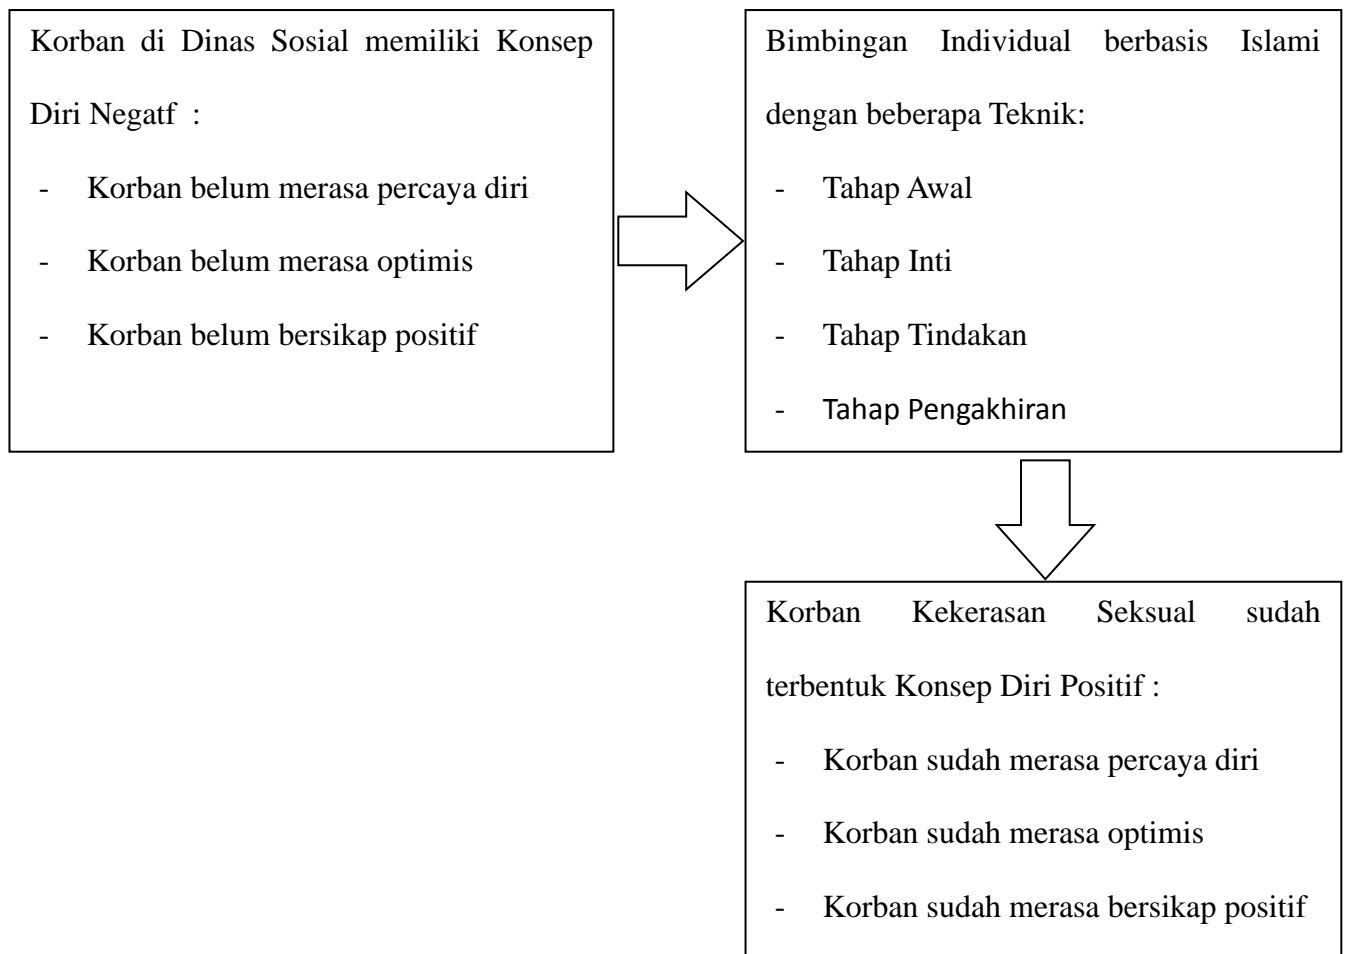 Korban di Dinas Sosial memiliki Konsep
Diri Negatf :
- Korban belum merasa percaya diri
- Korban belum merasa optimis
- Korban belum bersikap positif
Bimbingan Individual berbasis Islami
dengan beberapa Teknik:
- Tahap Awal
- Tahap Inti
- Tahap Tindakan
- Tahap Pengakhiran
Korban Kekerasan Seksual sudah
terbentuk Konsep Diri Positif :
- Korban sudah merasa percaya diri
- Korban sudah merasa optimis
- Korban sudah merasa bersikap positif